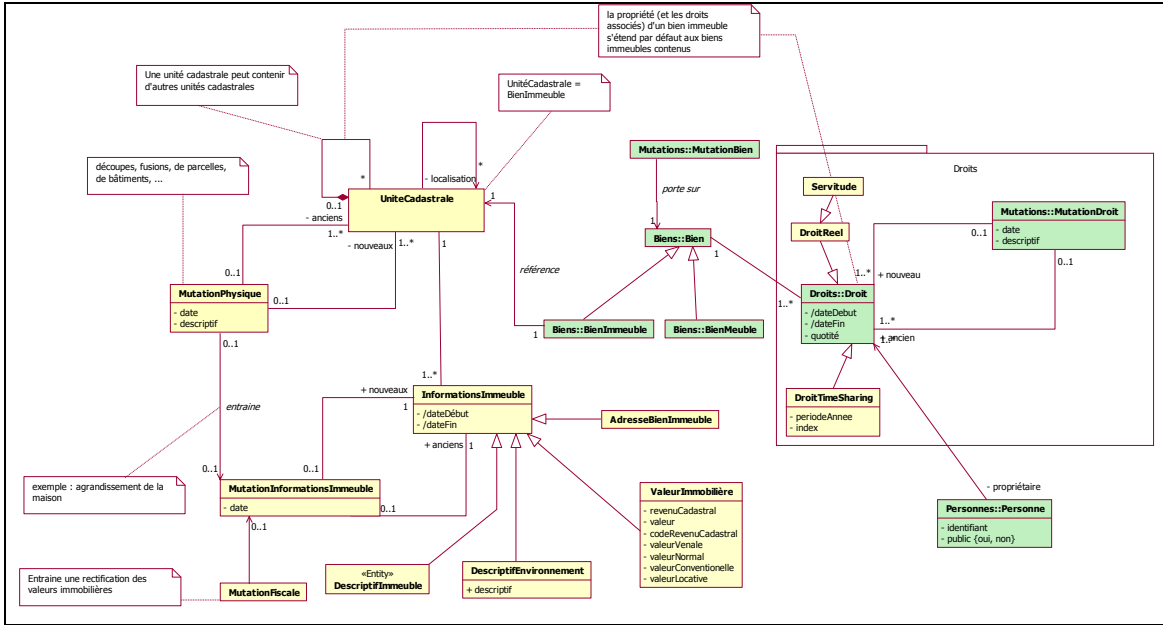 la propriété (et les droits
associés) d'un bien immeuble
s'étend par défaut aux biens
immeubles contenus
Une unité cadastrale peut contenir
d'autres unités cadastrales
UnitéCadastrale =
BienImmeuble
découpes, fusions, de parcelles,
de bâtiments, ...
*
0..1
*
- localisation
UniteCadastrale
1
- anciens
1..*
- nouveaux
1..*
1
Mutations::MutationBien
porte sur
1
Biens::Bien
1
référence
Biens::BienImmeuble
1
Biens::BienMeuble
Droits
Servitude
DroitReel
Mutations::MutationDroit
- date
- descriptif
0..1
0..1
1..*
+ nouveau
Droits::Droit
- /dateDebut
- /dateFin
- quotité
1..*
1..*
+ ancien
1..*
DroitTimeSharing
- periodeAnnee
- index
- propriétaire
Personnes::Personne
- identifiant
- public {oui, non}
0..1
MutationPhysique
- date
- descriptif
0..1
0..1
entraine
0..1
1..*
+ nouveaux
1
InformationsImmeuble
- /dateDébut
- /dateFin
+ anciens
1
AdresseBienImmeuble
exemple : agrandissement de la
maison
0..1
MutationInformationsImmeuble
- date
0..1
0..1
ValeurImmobilière
- revenuCadastral
- valeur
- codeRevenuCadastral
- valeurVenale
- valeurNormal
- valeurConventionelle
- valeurLocative
«Entity»
DescriptifImmeuble
DescriptifEnvironnement
+ descriptif
Entraine une rectification des
valeurs immobilières
MutationFiscale